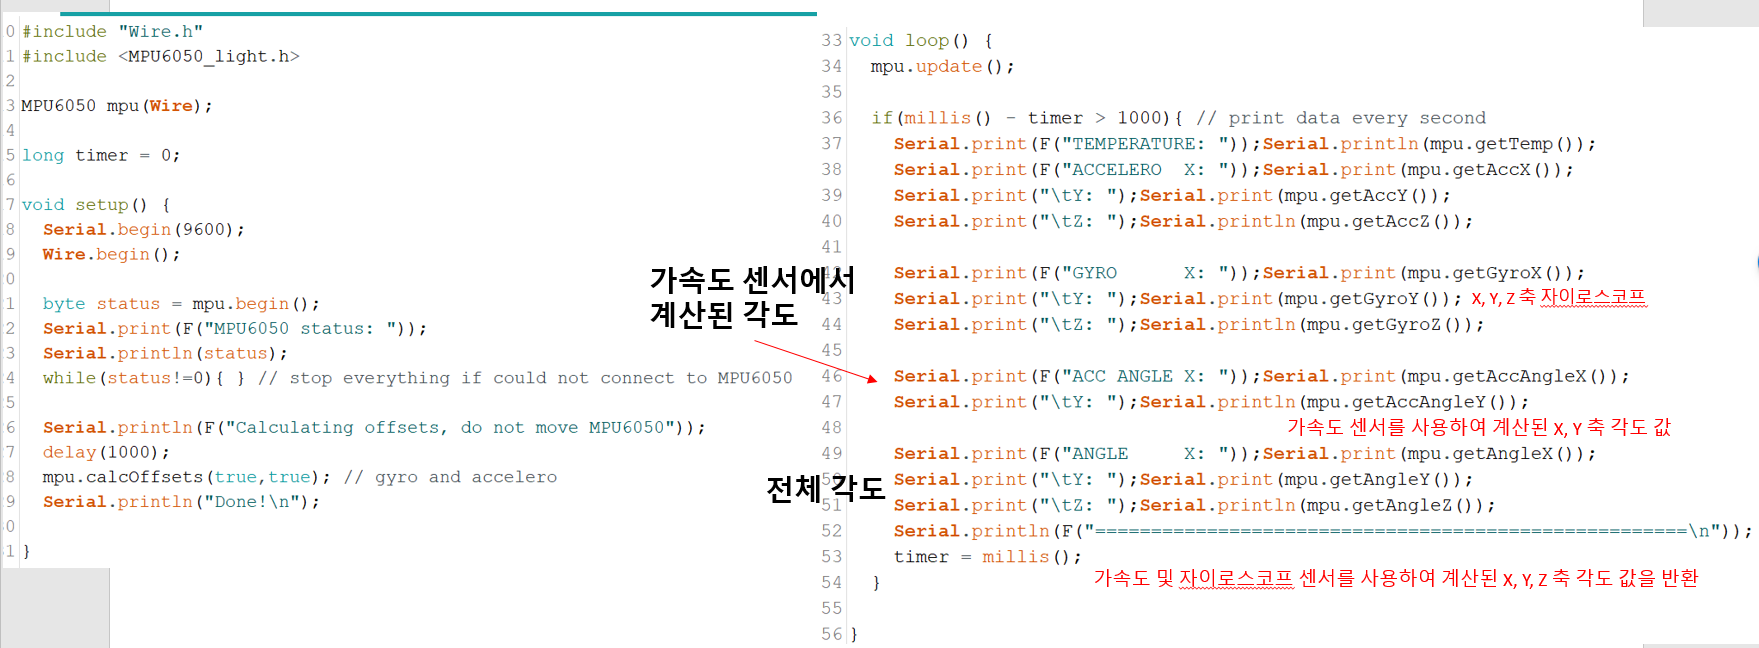 0 #include "Wire.h"
1 #include <MPU6050_light.h>
2
3 MPU6050 mpu(Wire);
4
5 long timer = 0;
6
7 void setup() {
8   Serial.begin(9600);
9   Wire.begin();
0
1   byte status = mpu.begin();
2   Serial.print(F("MPU6050 status: "));
3   Serial.println(status);
4   while(status!=0){ } // stop everything if could not connect to MPU6050
5
6   Serial.println(F("Calculating offsets, do not move MPU6050"));
7   delay(1000);
8   mpu.calcOffsets(true,true); // gyro and accelero
9   Serial.println("Done!\n");
0
1 }
가속도 센서에서
계산된 각도
전체 각도
33 void loop() {
34   mpu.update();
35
36   if(millis() - timer > 1000){ // print data every second
37     Serial.print(F("TEMPERATURE: "));Serial.println(mpu.getTemp());
38     Serial.print(F("ACCELERO  X: "));Serial.print(mpu.getAccX());
39     Serial.print("\tY: ");Serial.print(mpu.getAccY());
40     Serial.print("\tZ: ");Serial.println(mpu.getAccZ());
41
42     Serial.print(F("GYRO      X: "));Serial.print(mpu.getGyroX());
43     Serial.print("\tY: ");Serial.print(mpu.getGyroY()); X, Y, Z 축 자이로스코프
44     Serial.print("\tZ: ");Serial.println(mpu.getGyroZ());
45
46     Serial.print(F("ACC ANGLE X: "));Serial.print(mpu.getAccAngleX());
47     Serial.print("\tY: ");Serial.println(mpu.getAccAngleY());
48 가속도 센서를 사용하여 계산된 X, Y 축 각도 값
49     Serial.print(F("ANGLE     X: "));Serial.print(mpu.getAngleX());
50     Serial.print("\tY: ");Serial.print(mpu.getAngleY());
51     Serial.print("\tZ: ");Serial.println(mpu.getAngleZ());
52     Serial.println(F("=====================================================\n"));
53     timer = millis();
54   } 가속도 및 자이로스코프 센서를 사용하여 계산된 X, Y, Z 축 각도 값을 반환
55
56 }